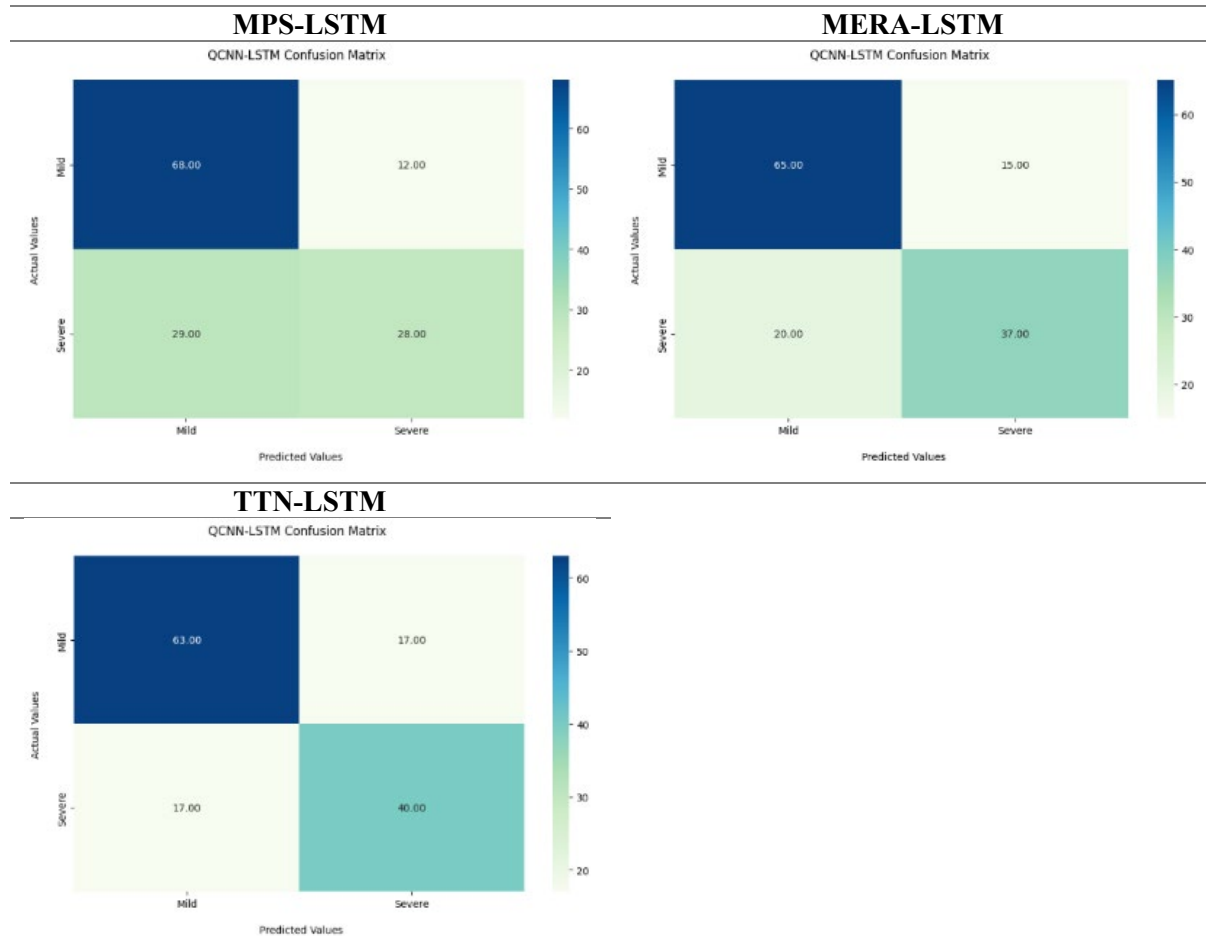 MPS-LSTM
QCNN-LSTM Confusion Matrix
Actual Values
Mild
Severe
68.00 12.00
29.00 28.00
60
50
40
30
20
Mild Severe
Predicted Values
MERA-LSTM
QCNN-LSTM Confusion Matrix
Actual Values
Mild
Severe
65.00 15.00
20.00 37.00
60
50
40
30
20
Mild Severe
Predicted Values
TTN-LSTM
QCNN-LSTM Confusion Matrix
Actual Values
Mild
Severe
63.00 17.00
17.00 40.00
60
50
40
30
20
Mild Severe
Predicted Values